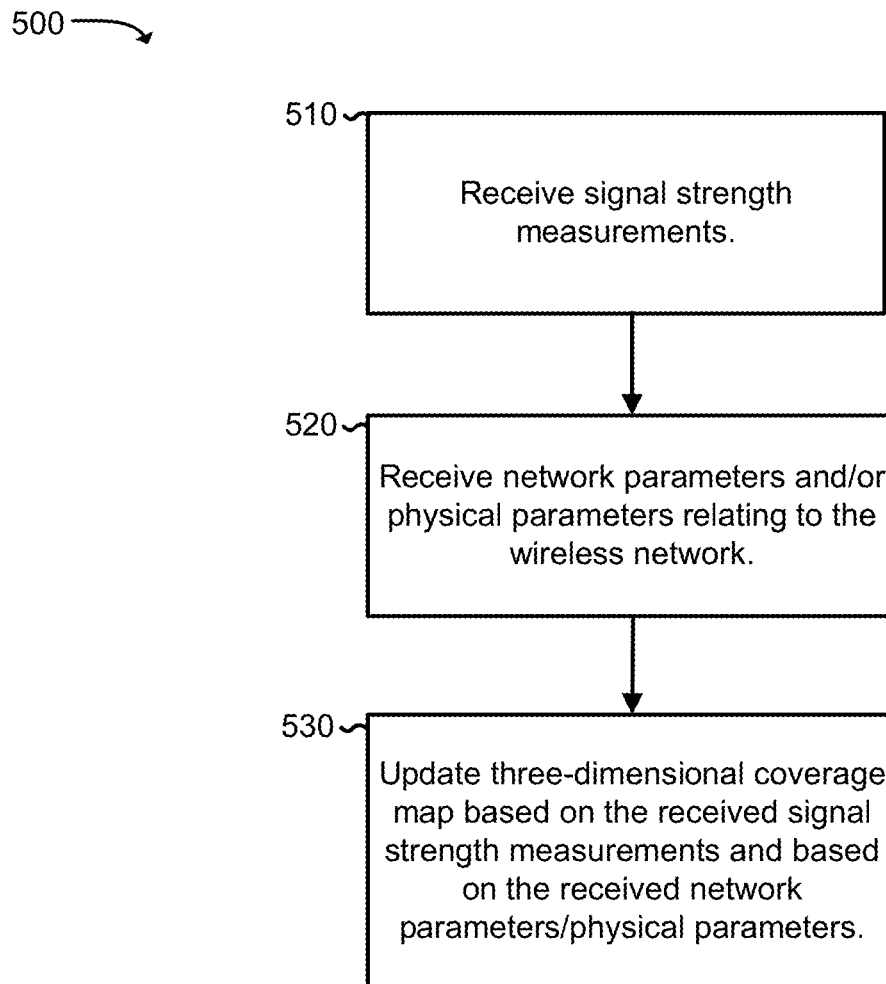 500
510
Receive signal strength
measurements.
520
Receive network parameters and/or
physical parameters relating to the
wireless network.
530
Update three-dimensional coverage
map based on the received signal
strength measurements and based
on the received network
parameters/physical parameters.